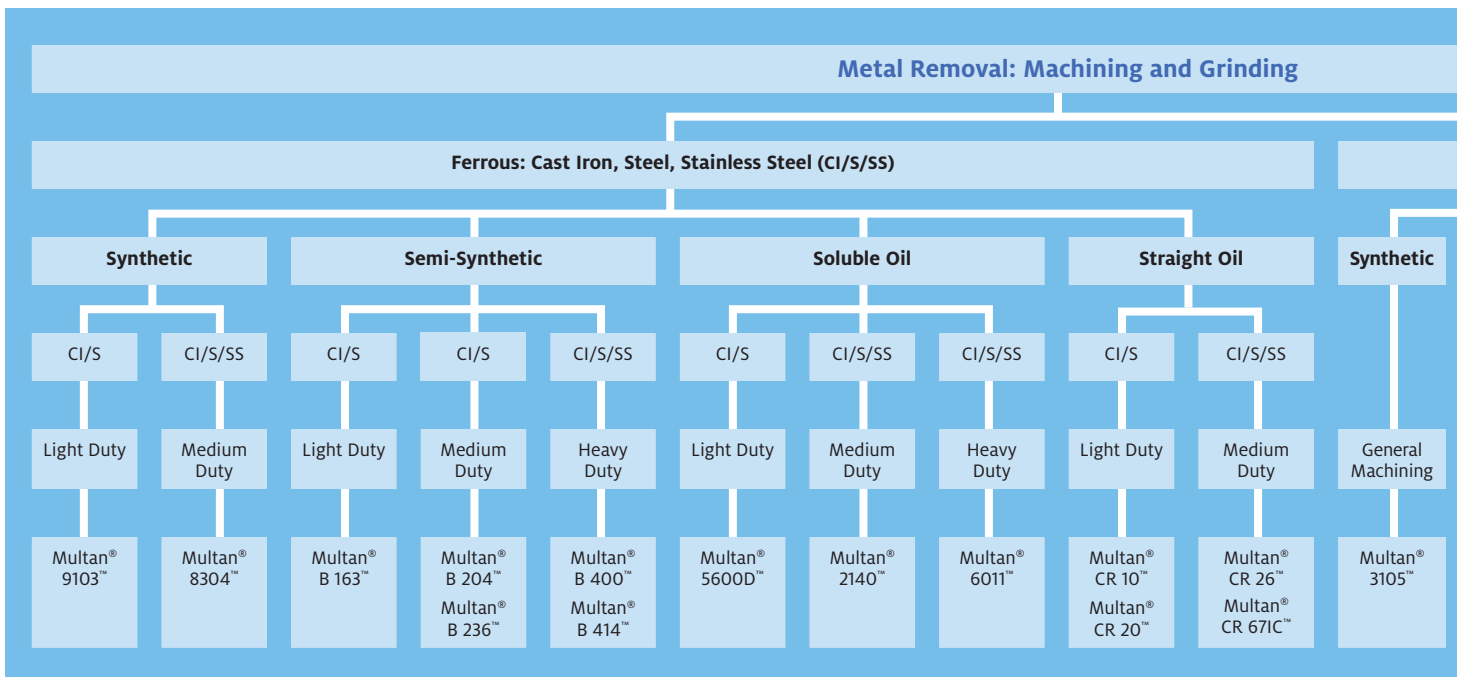 Metal Removal: Machining and Grinding
Ferrous: Cast Iron, Steel, Stainless Steel (CI/S/SS)
Synthetic
Semi-Synthetic
Soluble Oil
Straight Oil
Synthetic
CI/S
CI/S/SS
CI/S
CI/S
CI/S/SS
CI/S
CI/S/SS
CI/S/SS
CI/S
CI/S/SS
Light Duty
Medium
Duty
Light Duty
Medium
Duty
Heavy
Duty
Light Duty
Medium
Duty
Heavy
Duty
Light Duty
Medium
Duty
General
Machining
Multan®
9103™
Multan®
8304™
Multan®
B 163™
Multan®
B 204™
Multan®
B 236™
Multan®
B 400™
Multan®
B 414™
Multan®
5600D™
Multan®
2140™
Multan®
6011™
Multan®
CR 10™
Multan®
CR 20™
Multan®
CR 26™
Multan®
CR 67IC™
Multan®
3105™